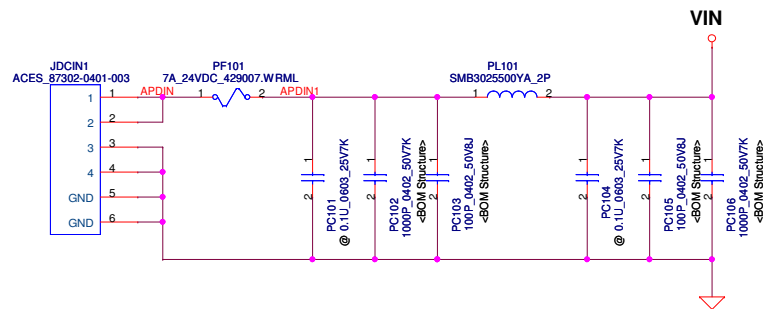 VIN
JDCIN1
ACES_87302-0401-003
PF101
7A_24VDC_429007.WRML
PL101
SMB3025500YA_2P
1 1 APDIN 1 2 APDIN1 1 2
2 2
3 3
4 4
GND 5
GND 6
1 2 PC101 @ 0.1U_0603_25V7K
1 2 PC102 1000P_0402_50V7K <BOM Structure>
1 2 PC103 100P_0402_50V8J <BOM Structure>
1 2 PC104 @ 0.1U_0603_25V7K
1 2 PC105 100P_0402_50V8J <BOM Structure>
1 2 PC106 1000P_0402_50V7K <BOM Structure>